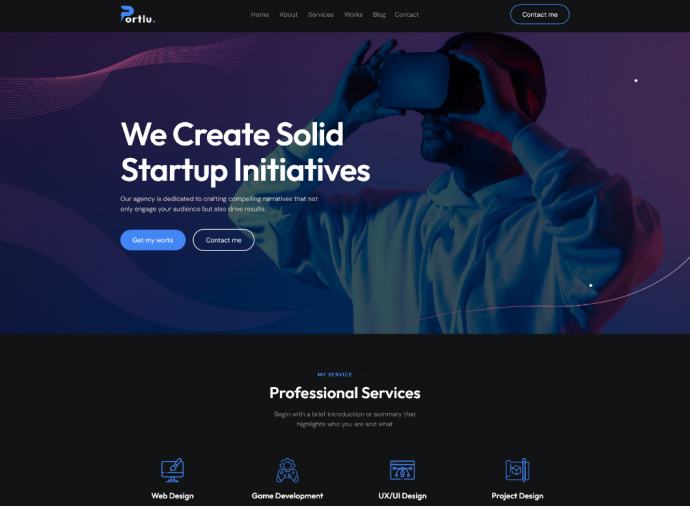 Portlu.
Home About Services Works Blog Contact
Contact me
We Create Solid
Startup Initiatives
Our agency is dedicated to crafting compelling narratives that not
only engage your audience but also drive results.
Get my works
Contact me
MY SERVICE
Professional Services
Begin with a brief introduction or summary that
highlights who you are and what
Web Design
Game Development
UX/UI Design
Project Design